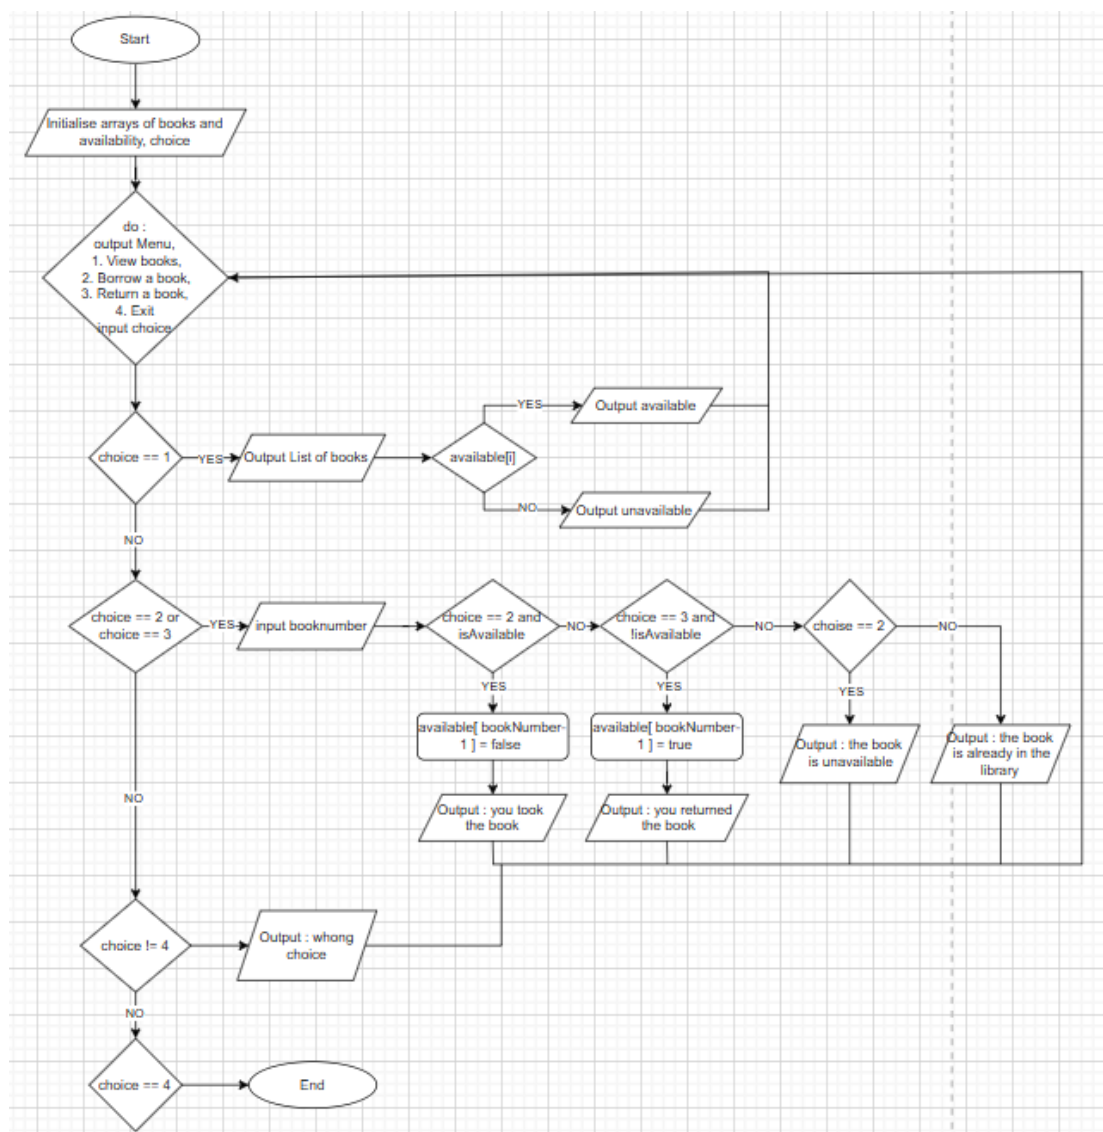 Start
Initialise arrays of books and
availability, choice
do :
output Menu,
1. View books,
2. Borrow a book,
3. Return a book,
4. Exit
input choice
choice == 1
YES
Output List of books
available[i]
YES
Output available
NO
Output unavailable
NO
choice == 2 or
choice == 3
YES
input booknumber
choice == 2 and
isAvailable
NO
choice == 3 and
!isAvailable
NO
choise == 2
NO
YES
YES
YES
available[ bookNumber-
1 ] = false
available[ bookNumber-
1 ] = true
Output : the book
is unavailable
Output : the book
is already in the
library
NO
Output : you took
the book
Output : you returned
the book
choice != 4
Output : whong
choice
NO
choice == 4
End